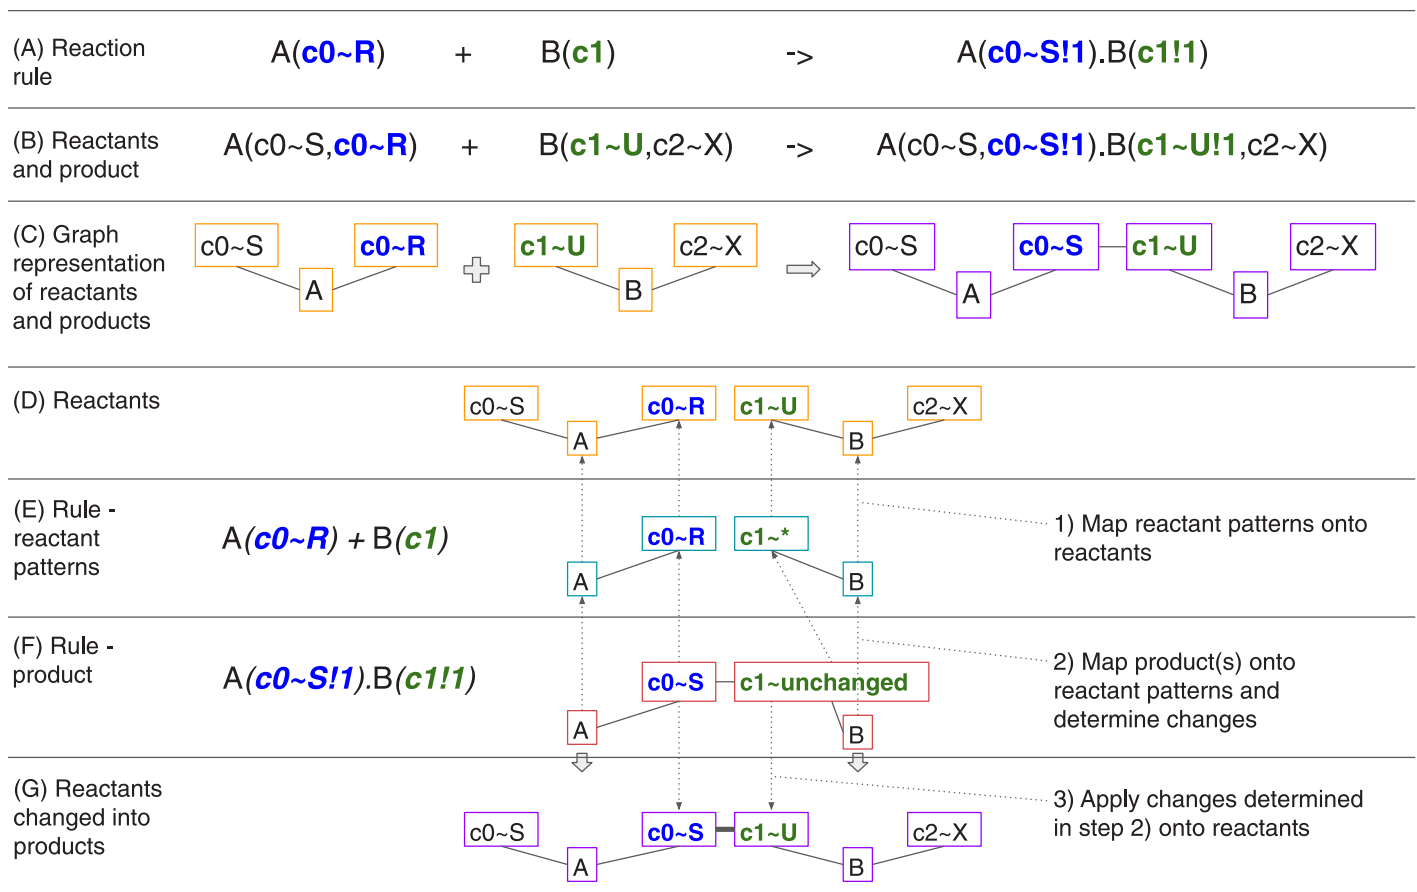 (A) Reaction
rule
A(c0~R) + B(c1) -> A(c0~S!1).B(c1!1)
(B) Reactants
and product
A(c0~S,c0~R) + B(c1~U,c2~X) -> A(c0~S,c0~S!1).B(c1~U!1,c2~X)
(C) Graph
representation
of reactants
and products
c0~S c0~R c1~U c2~X c0~S c0~S c1~U c2~X
A B A B
(D) Reactants
c0~S c0~R c1~U c2~X
A B
(E) Rule -
reactant
patterns
A(c0~R) + B(c1)
c0~R c1~*
A B
1) Map reactant patterns onto
reactants
(F) Rule -
product
A(c0~S!1).B(c1!1)
c0~S c1~unchanged
A B
2) Map product(s) onto
reactant patterns and
determine changes
(G) Reactants
changed into
products
c0~S c0~S c1~U c2~X
A B
3) Apply changes determined
in step 2) onto reactants